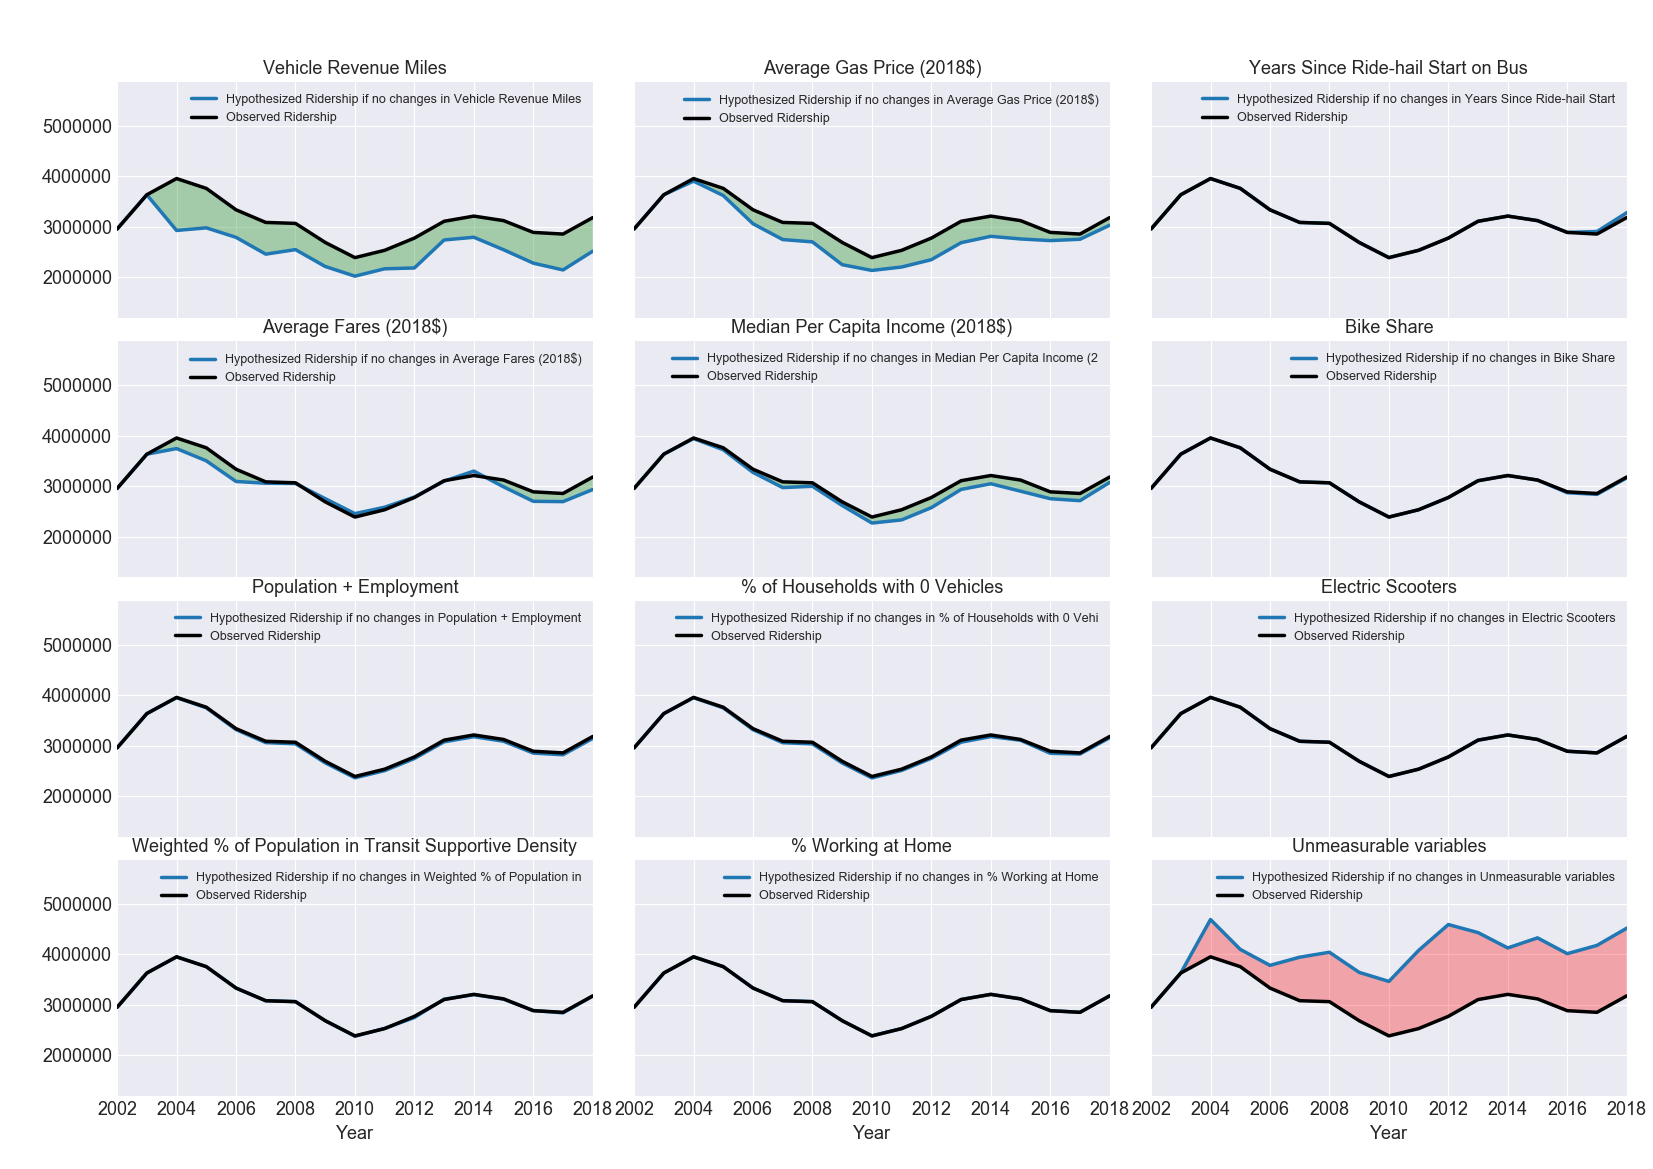 Vehicle Revenue Miles
Hypothesized Ridership if no changes in Vehicle Revenue Miles
Observed Ridership
5000000
4000000
3000000
2000000
Average Gas Price (2018$)
Hypothesized Ridership if no changes in Average Gas Price (2018$)
Observed Ridership
Years Since Ride-hail Start on Bus
Hypothesized Ridership if no changes in Years Since Ride-hail Start
Observed Ridership
Average Fares (2018$)
Hypothesized Ridership if no changes in Average Fares (2018$)
Observed Ridership
5000000
4000000
3000000
2000000
Median Per Capita Income (2018$)
Hypothesized Ridership if no changes in Median Per Capita Income (2
Observed Ridership
Bike Share
Hypothesized Ridership if no changes in Bike Share
Observed Ridership
Population + Employment
Hypothesized Ridership if no changes in Population + Employment
Observed Ridership
5000000
4000000
3000000
2000000
% of Households with 0 Vehicles
Hypothesized Ridership if no changes in % of Households with 0 Vehi
Observed Ridership
Electric Scooters
Hypothesized Ridership if no changes in Electric Scooters
Observed Ridership
Weighted % of Population in Transit Supportive Density
Hypothesized Ridership if no changes in Weighted % of Population in
Observed Ridership
5000000
4000000
3000000
2000000
2002 2004 2006 2008 2010 2012 2014 2016 2018
Year
% Working at Home
Hypothesized Ridership if no changes in % Working at Home
Observed Ridership
2002 2004 2006 2008 2010 2012 2014 2016 2018
Year
Unmeasurable variables
Hypothesized Ridership if no changes in Unmeasurable variables
Observed Ridership
2002 2004 2006 2008 2010 2012 2014 2016 2018
Year